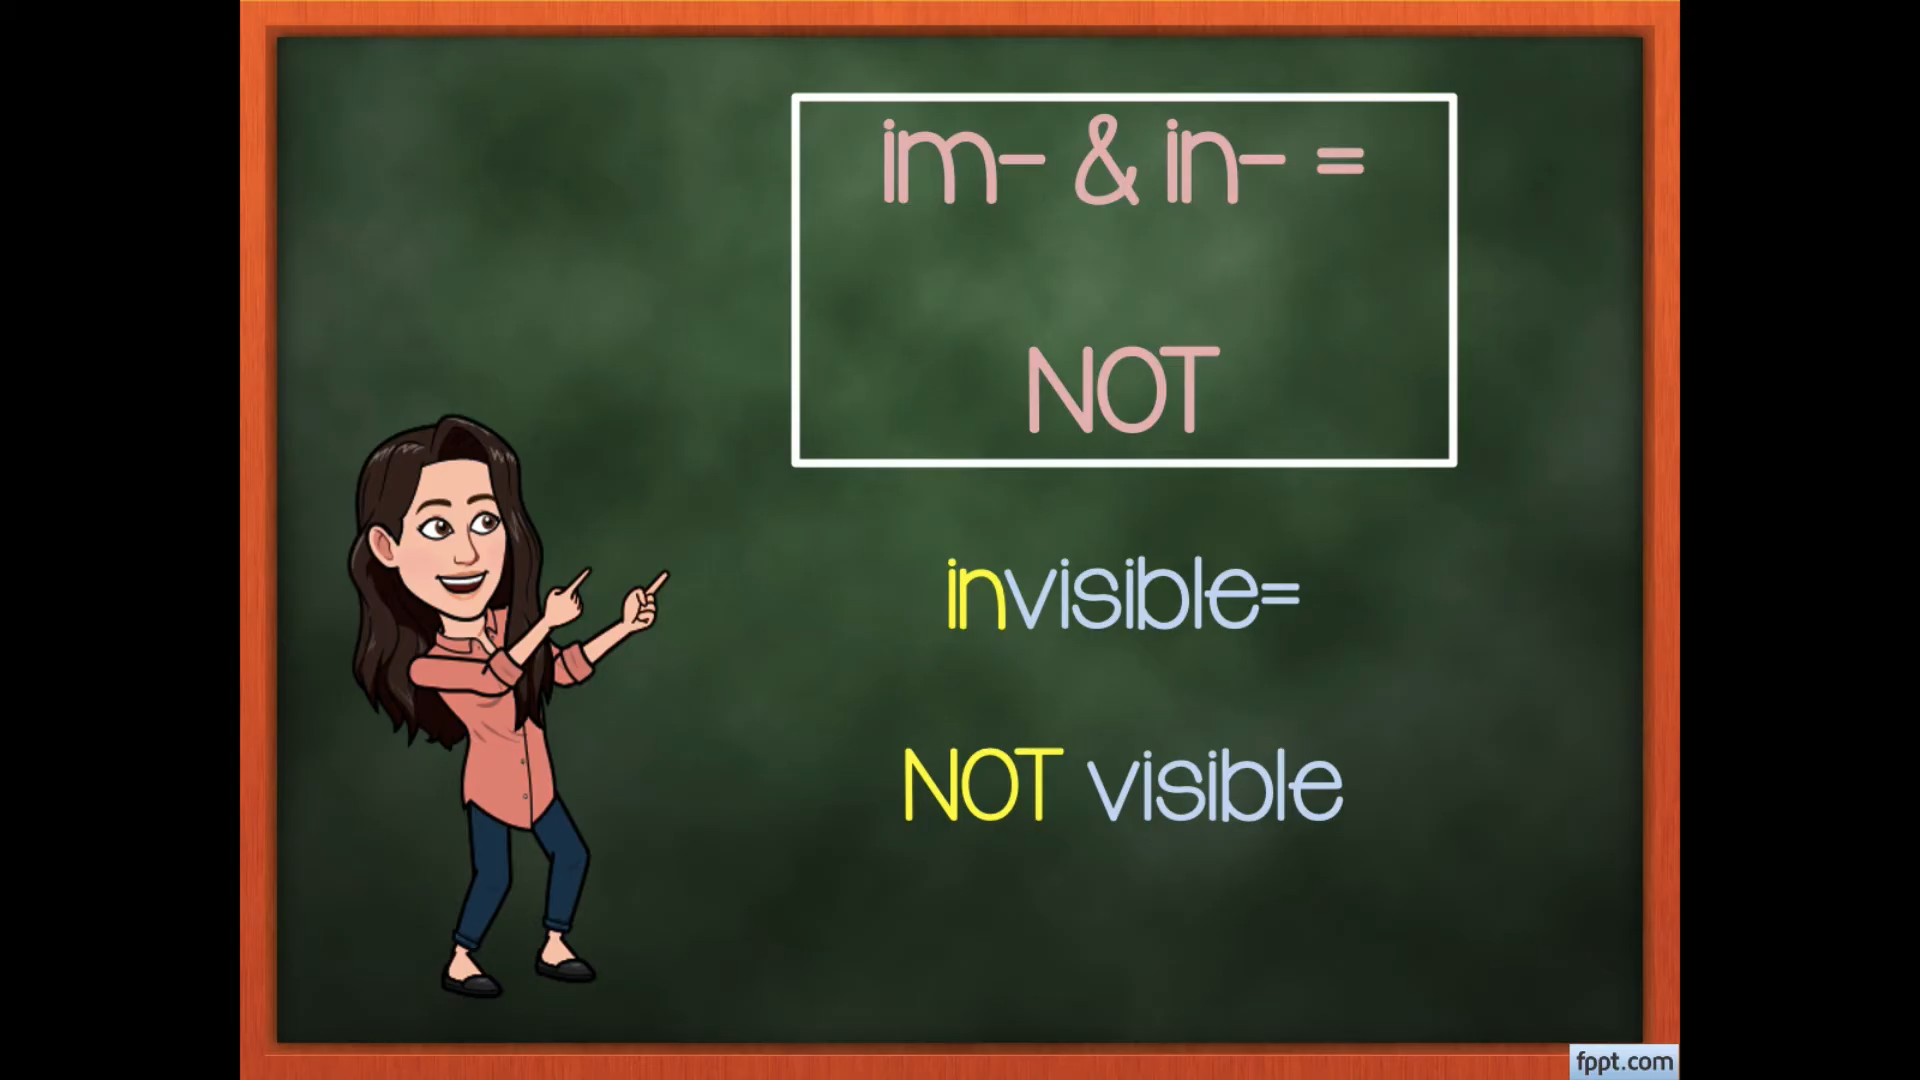 im- & in- =
NOT
invisible=
NOT visible
fppt.com